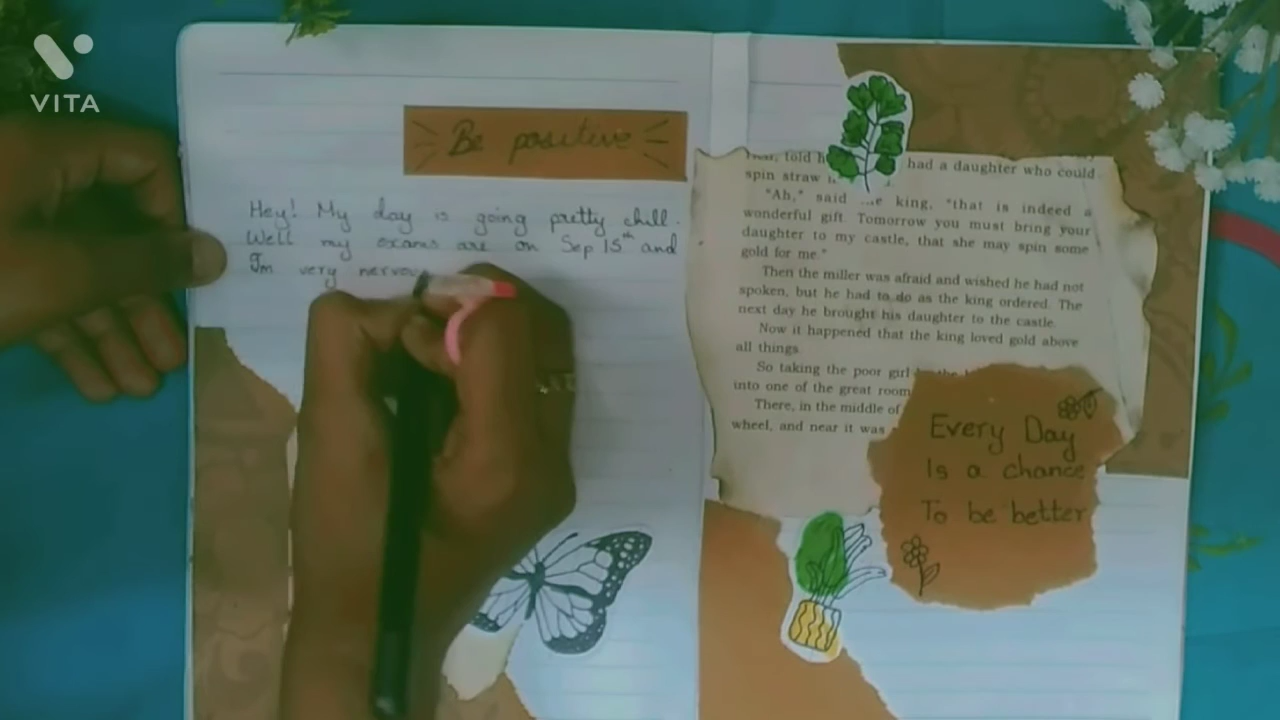 VITA
Be positive
Hey! My day is going pretty chill.
Well my exams are on Sep 15th and
I'm very nervou
told h had a daughter who could
spin straw
"Ah," said king, "that is indeed a
wonderful gift. Tomorrow you must bring your
daughter to my castle, that she may spin some
gold for me."
Then the miller was afraid and wished he had not
spoken, but he had to do as the king ordered. The
next day he brought his daughter to the castle.
Now it happened that the king loved gold above
all things.
So taking the poor girl
into one of the great room
There, in the middle of
wheel, and near it was
Every Day
Is a chance
To be better